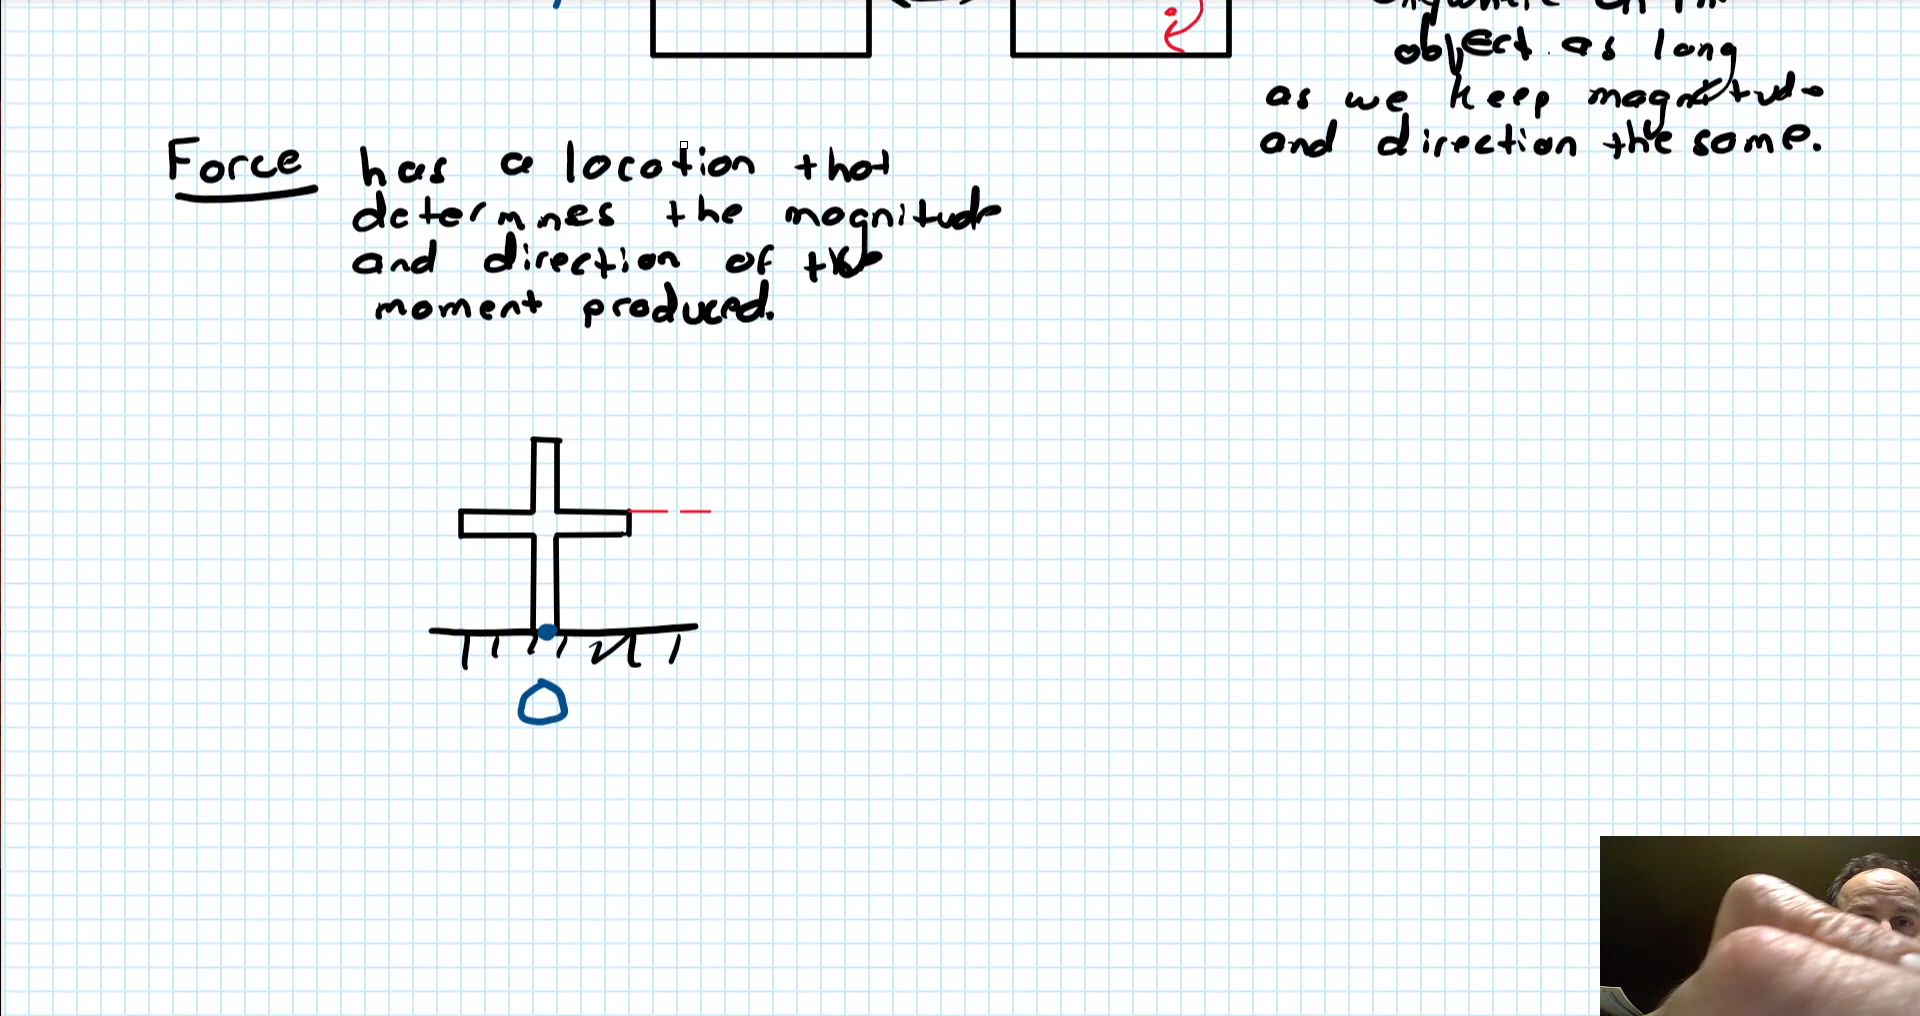 object as long
as we keep magnitude
and direction the same.
Force has a location that
determines the magnitude
and direction of the
moment produced.
O